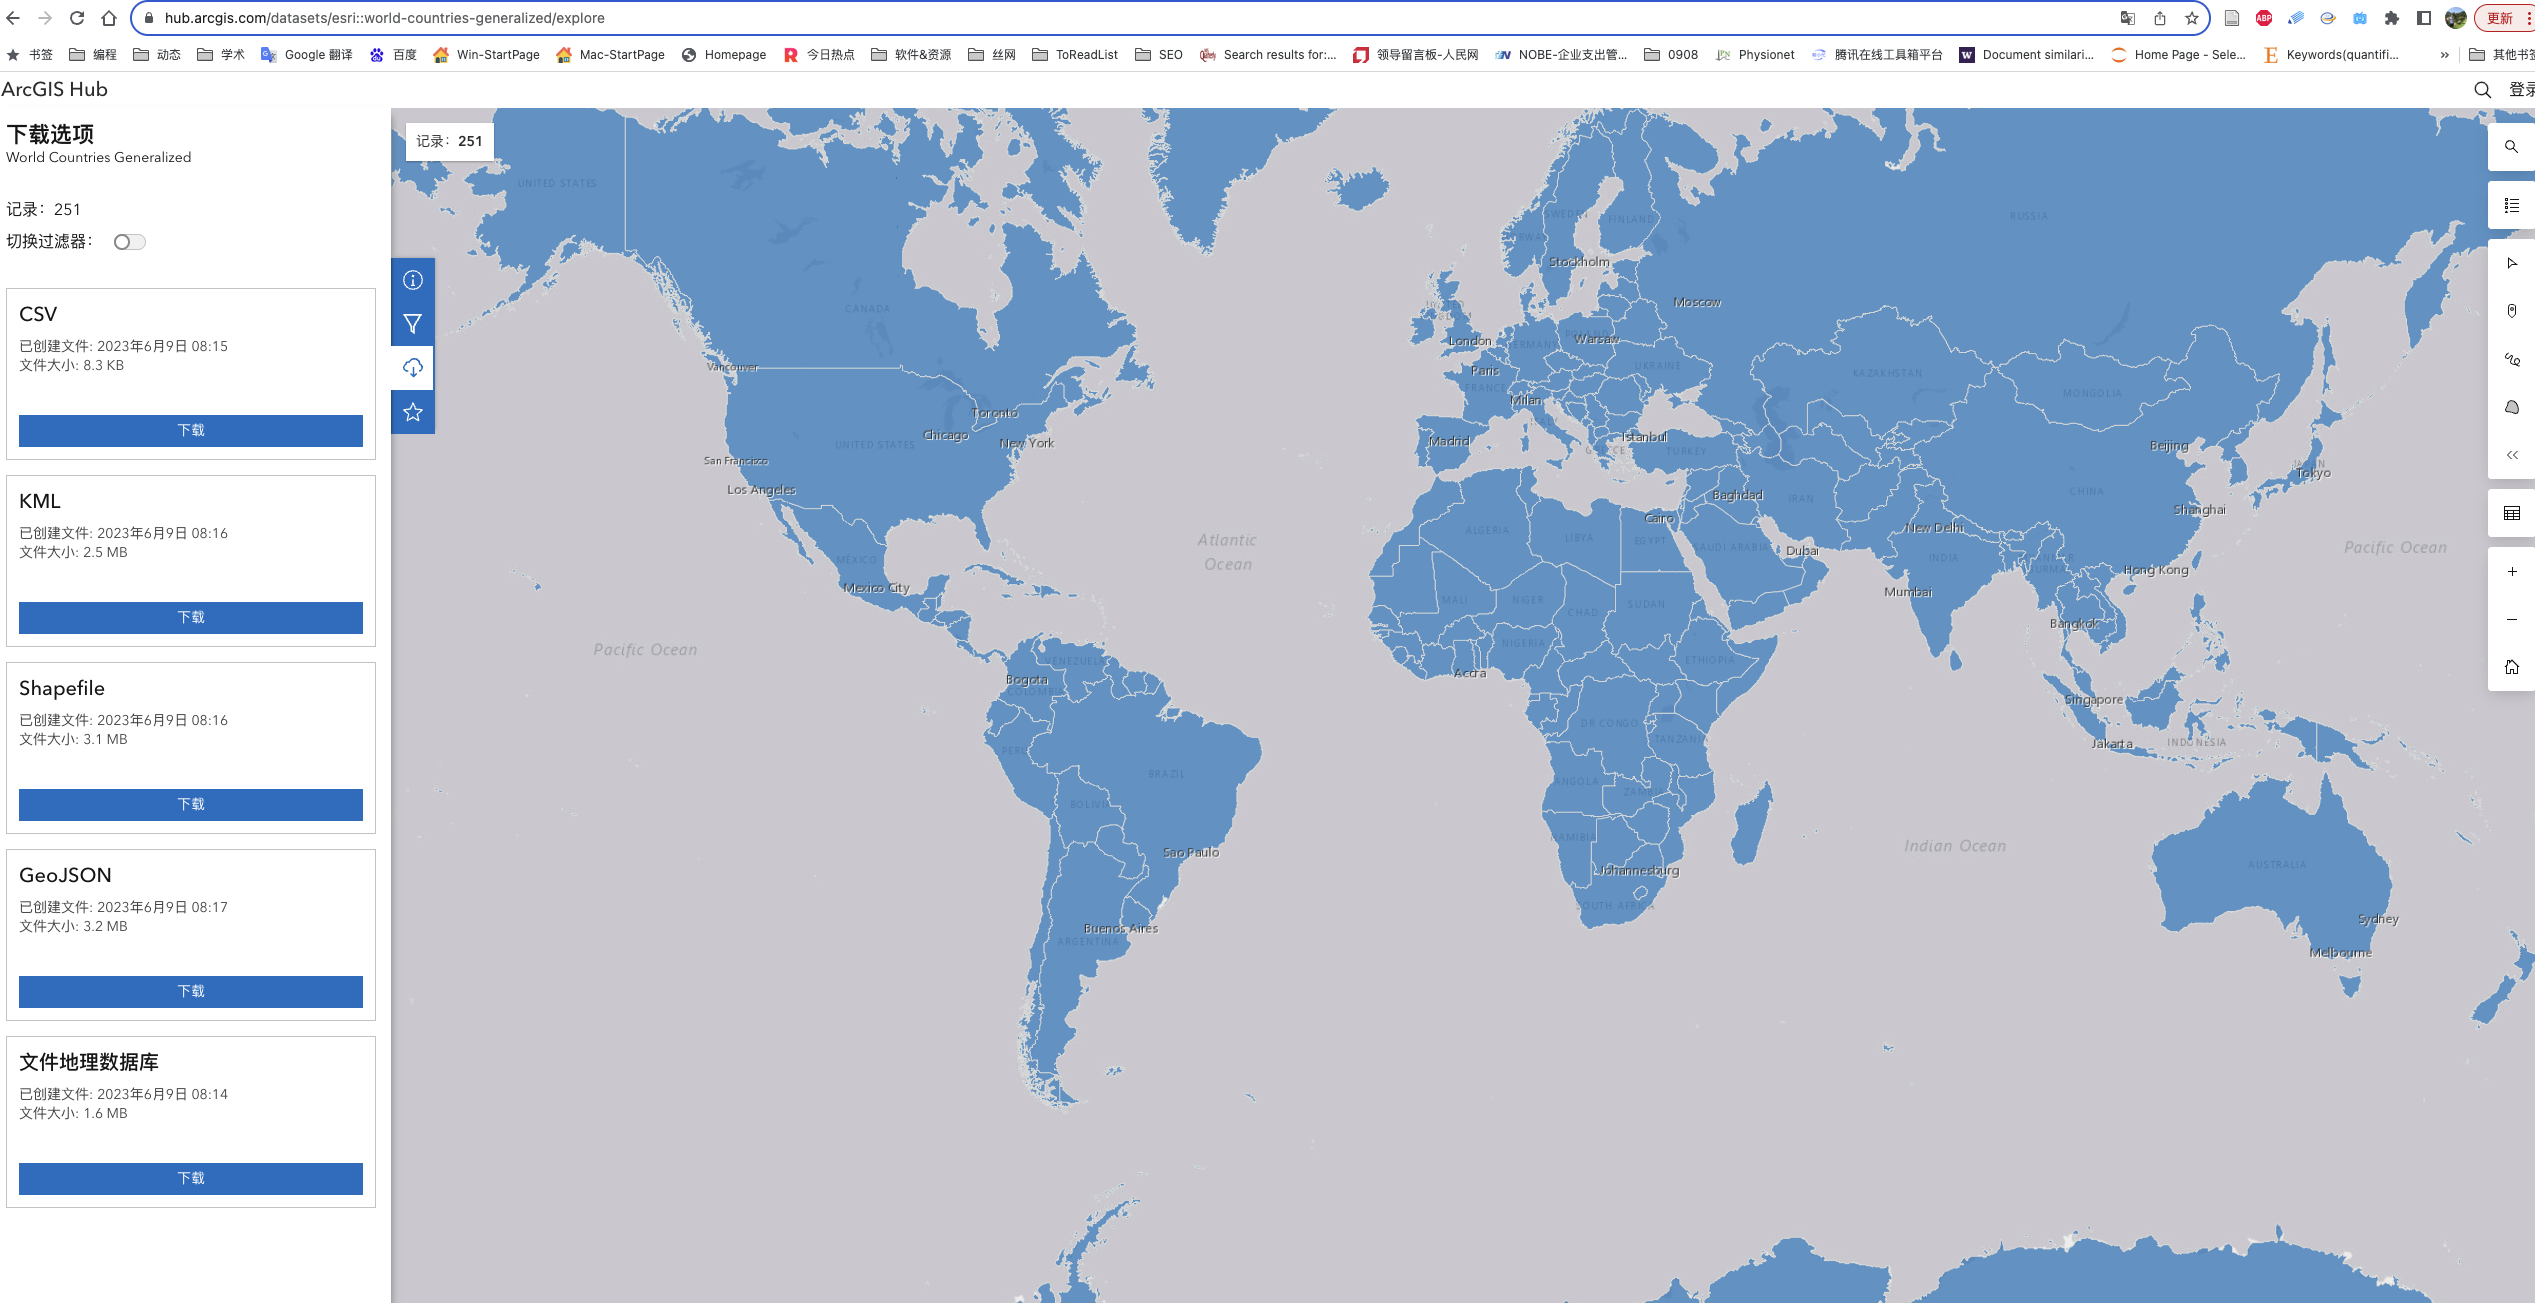 hub.arcgis.com/datasets/esri::world-countries-generalized/explore
ABP
更新
书签
编程
动态
学术
Google 翻译
百度
Win-StartPage
Mac-StartPage
Homepage
今日热点
软件&资源
丝网
ToReadList
SEO
Search results for:...
领导留言板-人民网
NOBE-企业支出管...
0908
Physionet
腾讯在线工具箱平台
Document similari...
Home Page - Sele...
Keywords(quantifi...
»
其他书签
ArcGIS Hub
登录
下载选项
World Countries Generalized
记录：251
切换过滤器：
CSV
已创建文件: 2023年6月9日 08:15
文件大小: 8.3 KB
下载
KML
已创建文件: 2023年6月9日 08:16
文件大小: 2.5 MB
下载
Shapefile
已创建文件: 2023年6月9日 08:16
文件大小: 3.1 MB
下载
GeoJSON
已创建文件: 2023年6月9日 08:17
文件大小: 3.2 MB
下载
文件地理数据库
已创建文件: 2023年6月9日 08:14
文件大小: 1.6 MB
下载
记录：251
UNITED STATES
RUSSIA
SWEDEN
FINLAND
Stockholm
Moscow
CANADA
London
POLAND
Warsaw
Paris
FRANCE
UKRAINE
KAZAKHSTAN
MONGOLIA
Vancouver
Milan
Toronto
Chicago
New York
UNITED STATES
Madrid
Istanbul
TURKEY
Beijing
San Francisco
Tokyo
Los Angeles
Baghdad
IRAN
CHINA
Shanghai
Cairo
New Delhi
ALGERIA
LIBYA
EGYPT
SAUDI ARABIA
Dubai
INDIA
Atlantic
Ocean
Pacific Ocean
MÉXICO
Mexico City
Hong Kong
Mumbai
MALI
NIGER
CHAD
SUDAN
Bangkok
NIGERIA
ETHIOPIA
Pacific Ocean
VENEZUELA
Accra
Bogota
COLOMBIA
Singapore
DR CONGO
TANZANIA
Jakarta
INDONESIA
PERU
BRAZIL
ANGOLA
ZAMBIA
BOLIVIA
NAMIBIA
Indian Ocean
Sao Paulo
AUSTRALIA
Johannesburg
SOUTH AFRICA
Sydney
Buenos Aires
ARGENTINA
Melbourne